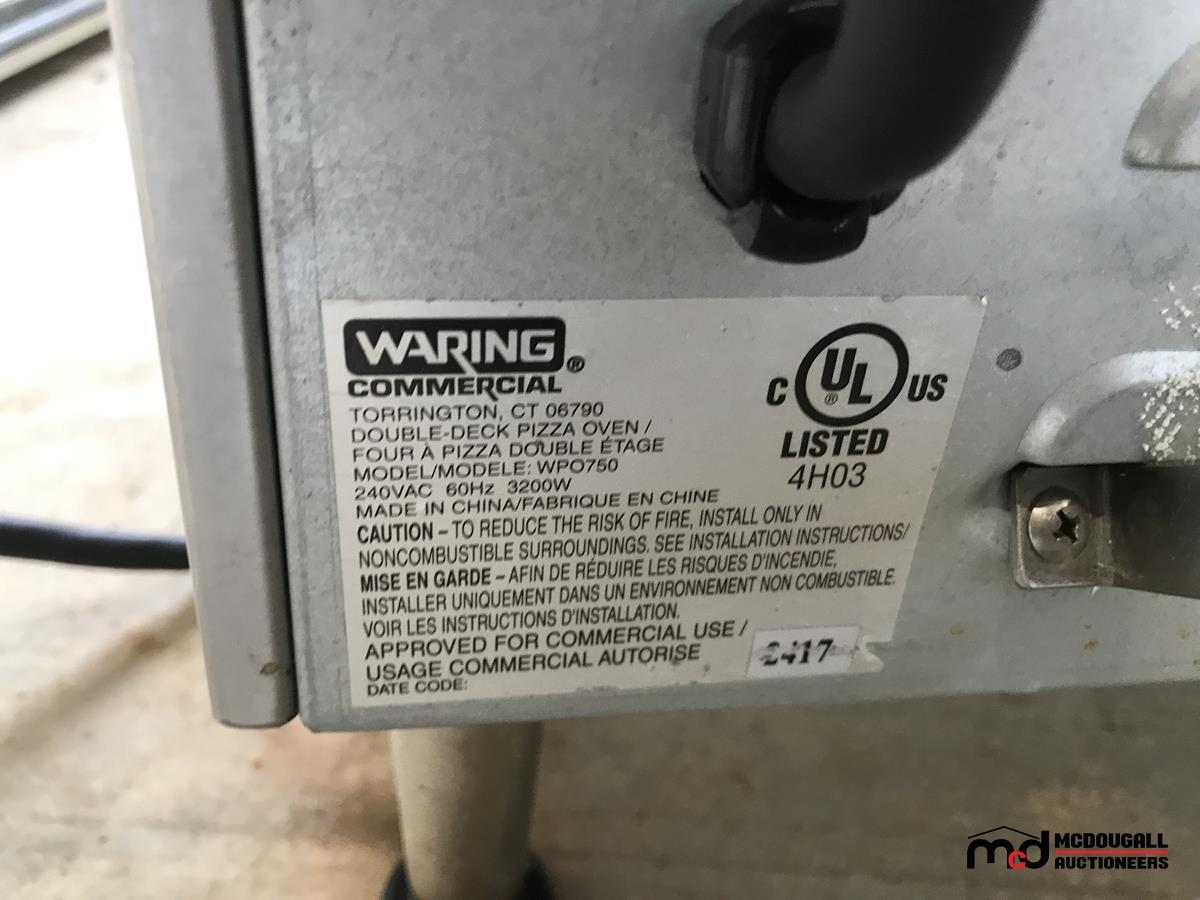 WARING®
COMMERCIAL
TORRINGTON, CT 06790
DOUBLE-DECK PIZZA OVEN /
FOUR À PIZZA DOUBLE ÉTAGE
MODEL/MODELE: WPO750
240VAC 60Hz 3200W
MADE IN CHINA/FABRIQUE EN CHINE
CAUTION – TO REDUCE THE RISK OF FIRE, INSTALL ONLY IN
NONCOMBUSTIBLE SURROUNDINGS. SEE INSTALLATION INSTRUCTIONS/
MISE EN GARDE – AFIN DE RÉDUIRE LES RISQUES D'INCENDIE,
INSTALLER UNIQUEMENT DANS UN ENVIRONNEMENT NON COMBUSTIBLE.
VOIR LES INSTRUCTIONS D'INSTALLATION.
APPROVED FOR COMMERCIAL USE /
USAGE COMMERCIAL AUTORISE
DATE CODE:
C UL® US
LISTED
4H03
mcd MCDOUGALL
AUCTIONEERS